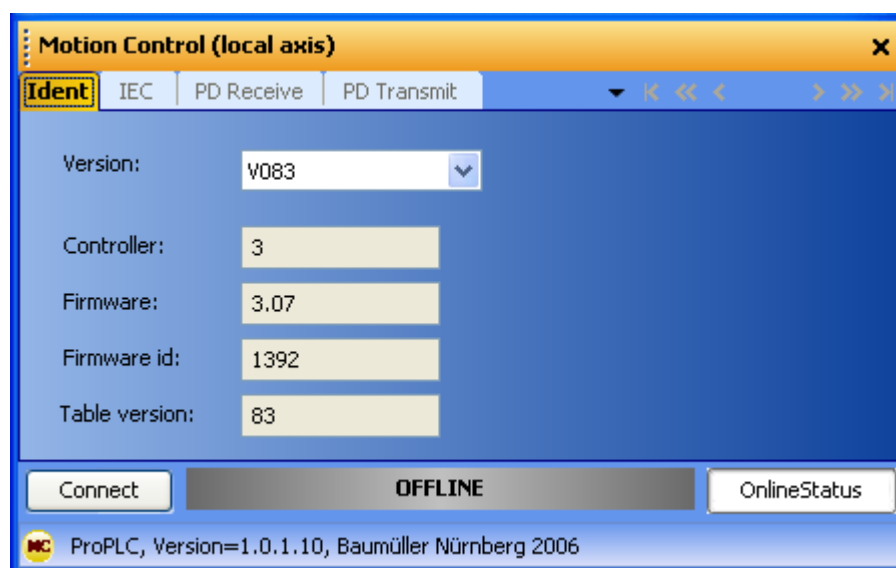 Motion Control (local axis)
Ident IEC PD Receive PD Transmit
Version: V083
Controller: 3
Firmware: 3.07
Firmware id: 1392
Table version: 83
Connect OFFLINE OnlineStatus
MC ProPLC, Version=1.0.1.10, Baumüller Nürnberg 2006